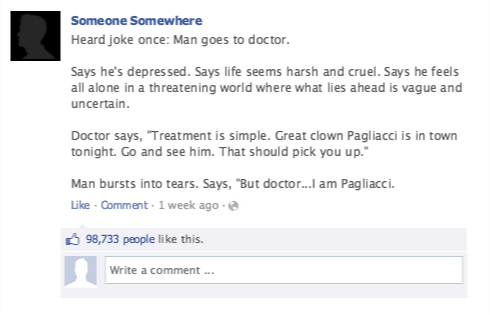 Someone Somewhere
Heard joke once: Man goes to doctor.
Says he's depressed. Says life seems harsh and cruel. Says he feels
all alone in a threatening world where what lies ahead is vague and
uncertain.
Doctor says, "Treatment is simple. Great clown Pagliacci is in town
tonight. Go and see him. That should pick you up."
Man bursts into tears. Says, "But doctor...I am Pagliacci.
Like · Comment · 1 week ago ·
98,733 people like this.
Write a comment ...